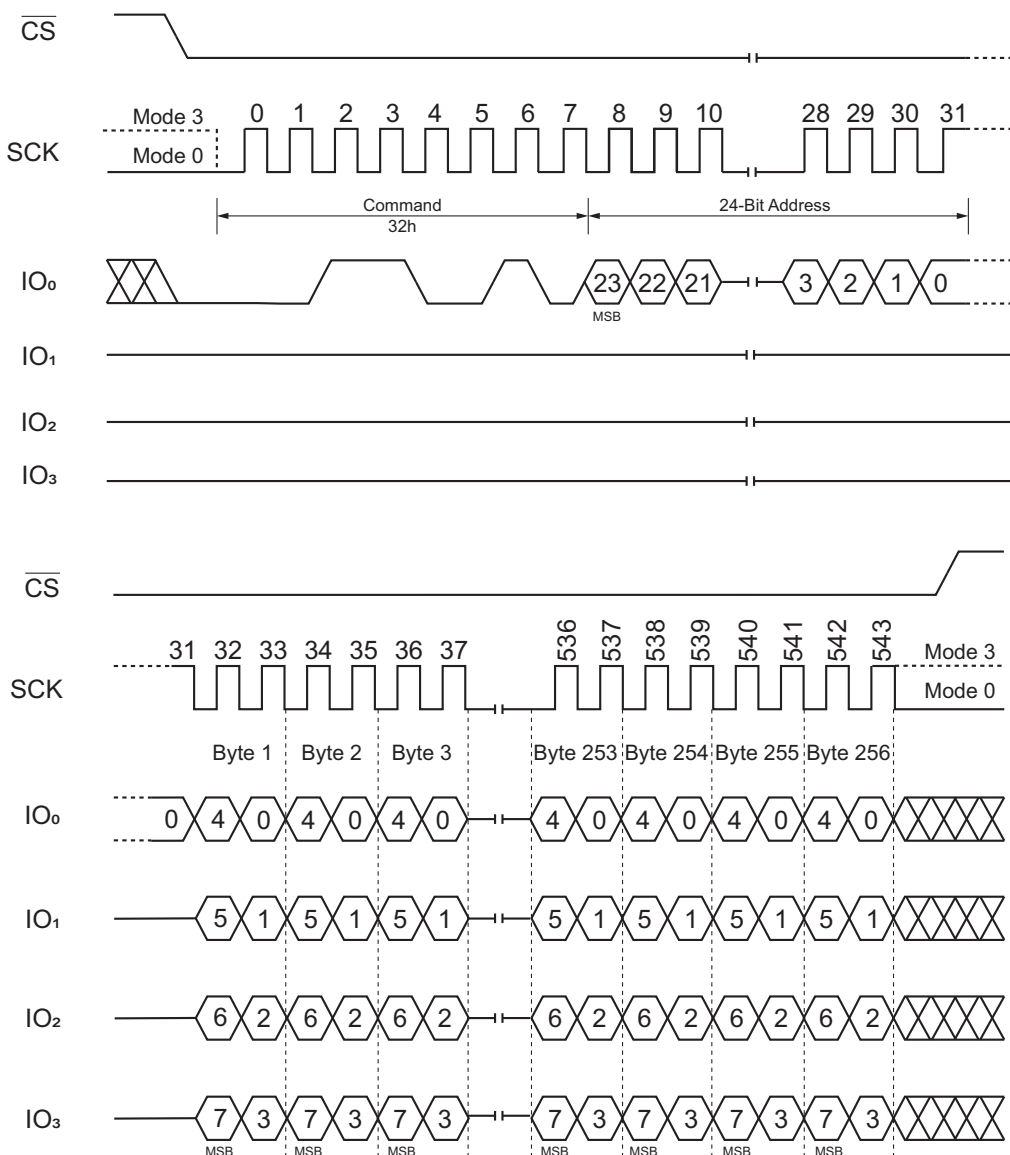 CS
Mode 3
0 1 2 3 4 5 6 7 8 9 10 28 29 30 31
SCK
Mode 0
Command
32h
24-Bit Address
IO₀
23 22 21 3 2 1 0
MSB
IO₁
IO₂
IO₃
CS
31 32 33 34 35 36 37 536 537 538 539 540 541 542 543
Mode 3
SCK
Mode 0
Byte 1 Byte 2 Byte 3 Byte 253 Byte 254 Byte 255 Byte 256
IO₀
0 4 0 4 0 4 0 4 0 4 0 4 0 4 0
IO₁
5 1 5 1 5 1 5 1 5 1 5 1 5 1
IO₂
6 2 6 2 6 2 6 2 6 2 6 2 6 2
IO₃
7 3 7 3 7 3 7 3 7 3 7 3 7 3
MSB MSB MSB MSB MSB MSB MSB